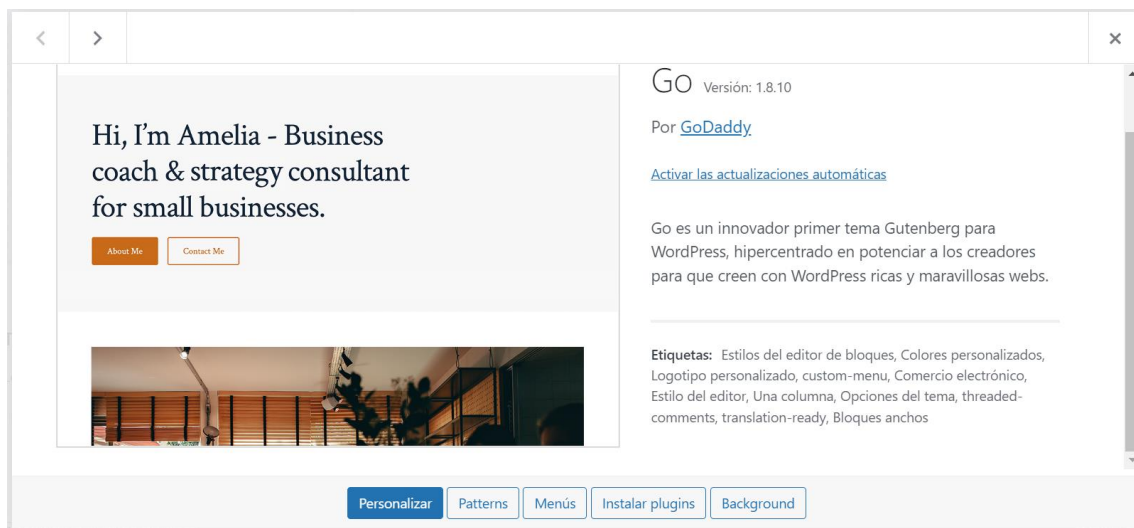 Hi, I'm Amelia - Business
coach & strategy consultant
for small businesses.
About Me
Contact Me
Go Versión: 1.8.10
Por GoDaddy
Activar las actualizaciones automáticas
Go es un innovador primer tema Gutenberg para
WordPress, hipercentrado en potenciar a los creadores
para que creen con WordPress ricas y maravillosas webs.
Etiquetas: Estilos del editor de bloques, Colores personalizados,
Logotipo personalizado, custom-menu, Comercio electrónico,
Estilo del editor, Una columna, Opciones del tema, threaded-
comments, translation-ready, Bloques anchos
Personalizar
Patterns
Menús
Instalar plugins
Background